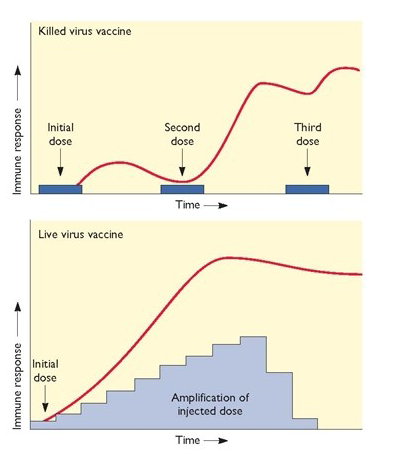 Killed virus vaccine
Initial
dose
Second
dose
Third
dose
Immune response
Time
Live virus vaccine
Initial
dose
Amplification of
injected dose
Immune response
Time